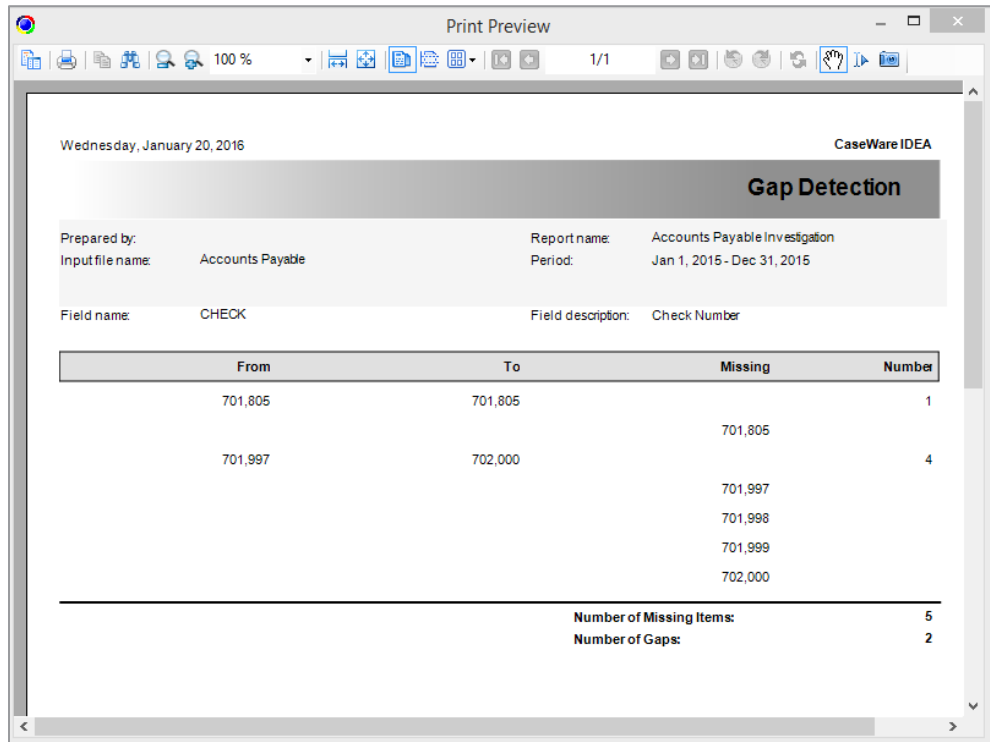 Print Preview
100 %
1/1
Wednesday, January 20, 2016 CaseWare IDEA
Gap Detection
Prepared by: Report name: Accounts Payable Investigation
Input file name: Accounts Payable Period: Jan 1, 2015 - Dec 31, 2015
Field name: CHECK Field description: Check Number
From To Missing Number
701,805 701,805 1
701,805
701,997 702,000 4
701,997
701,998
701,999
702,000
Number of Missing Items: 5
Number of Gaps: 2